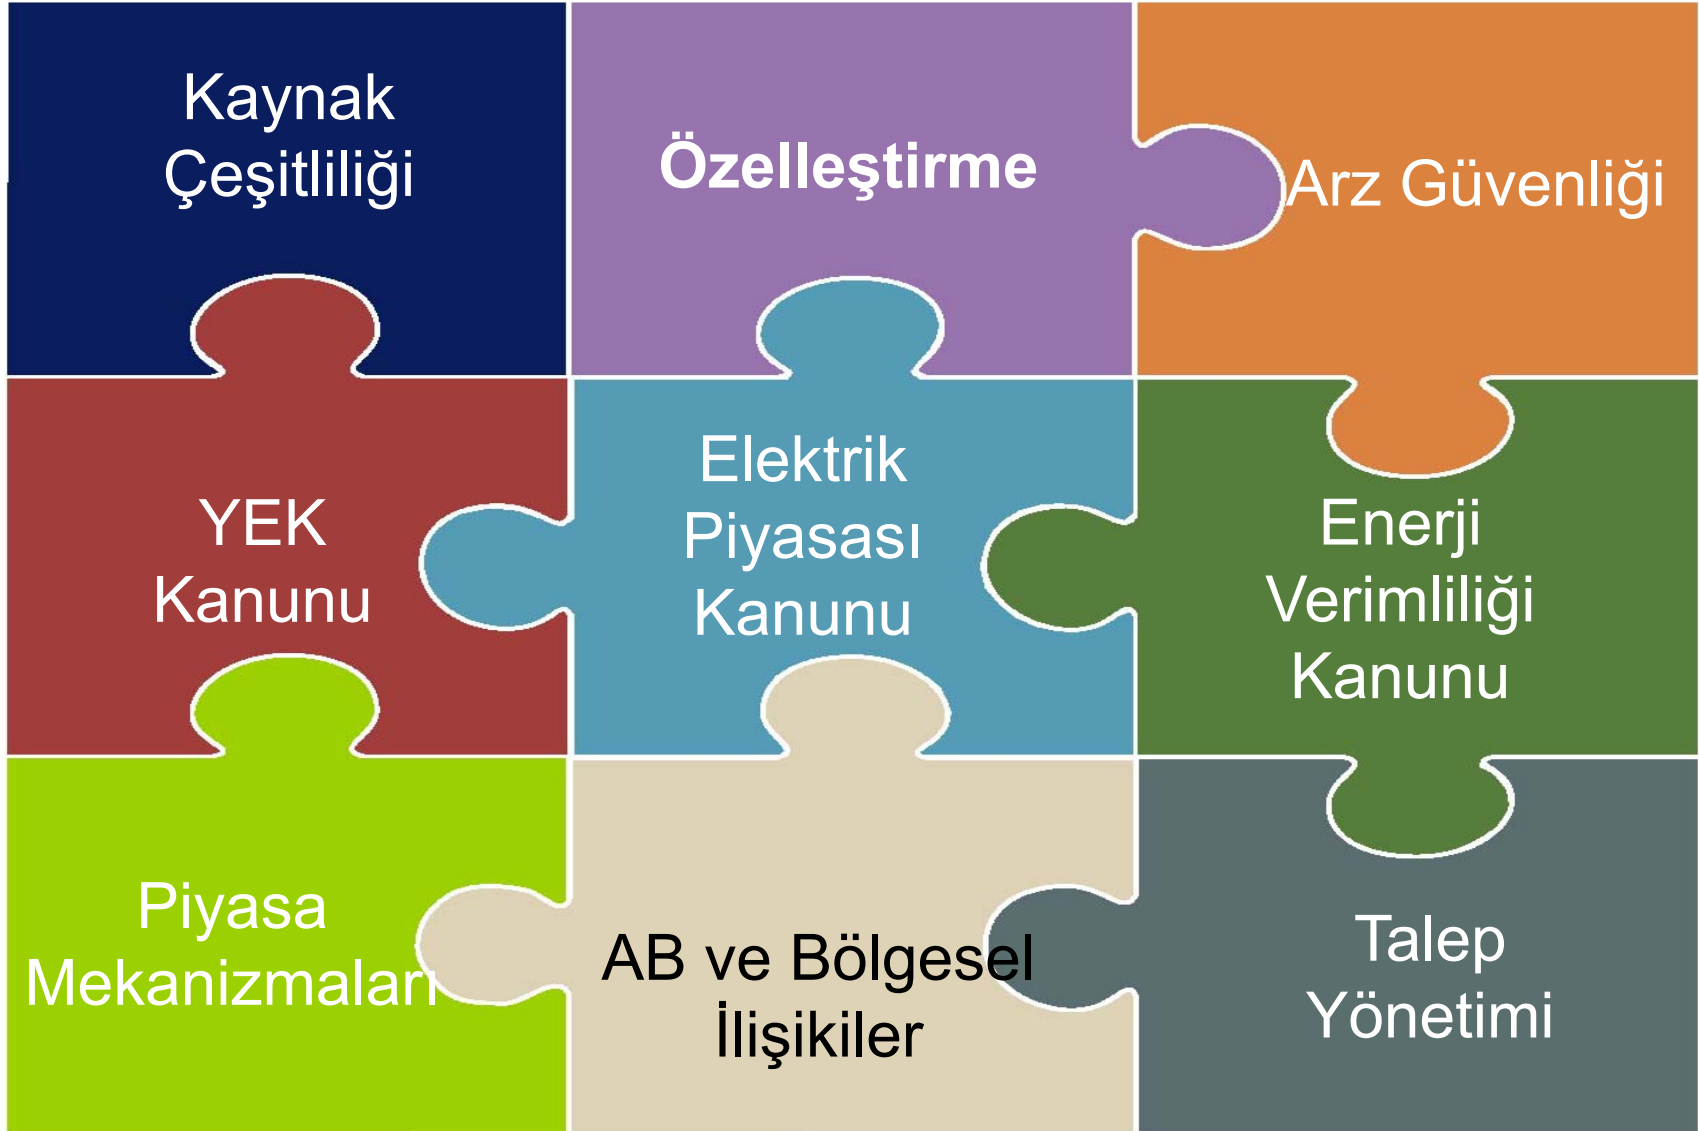 Kaynak
Çeşitliliği
Özelleştirme
Arz Güvenliği
YEK
Kanunu
Elektrik
Piyasası
Kanunu
Enerji
Verimliliği
Kanunu
Piyasa
Mekanizmaları
AB ve Bölgesel
İlişikiler
Talep
Yönetimi